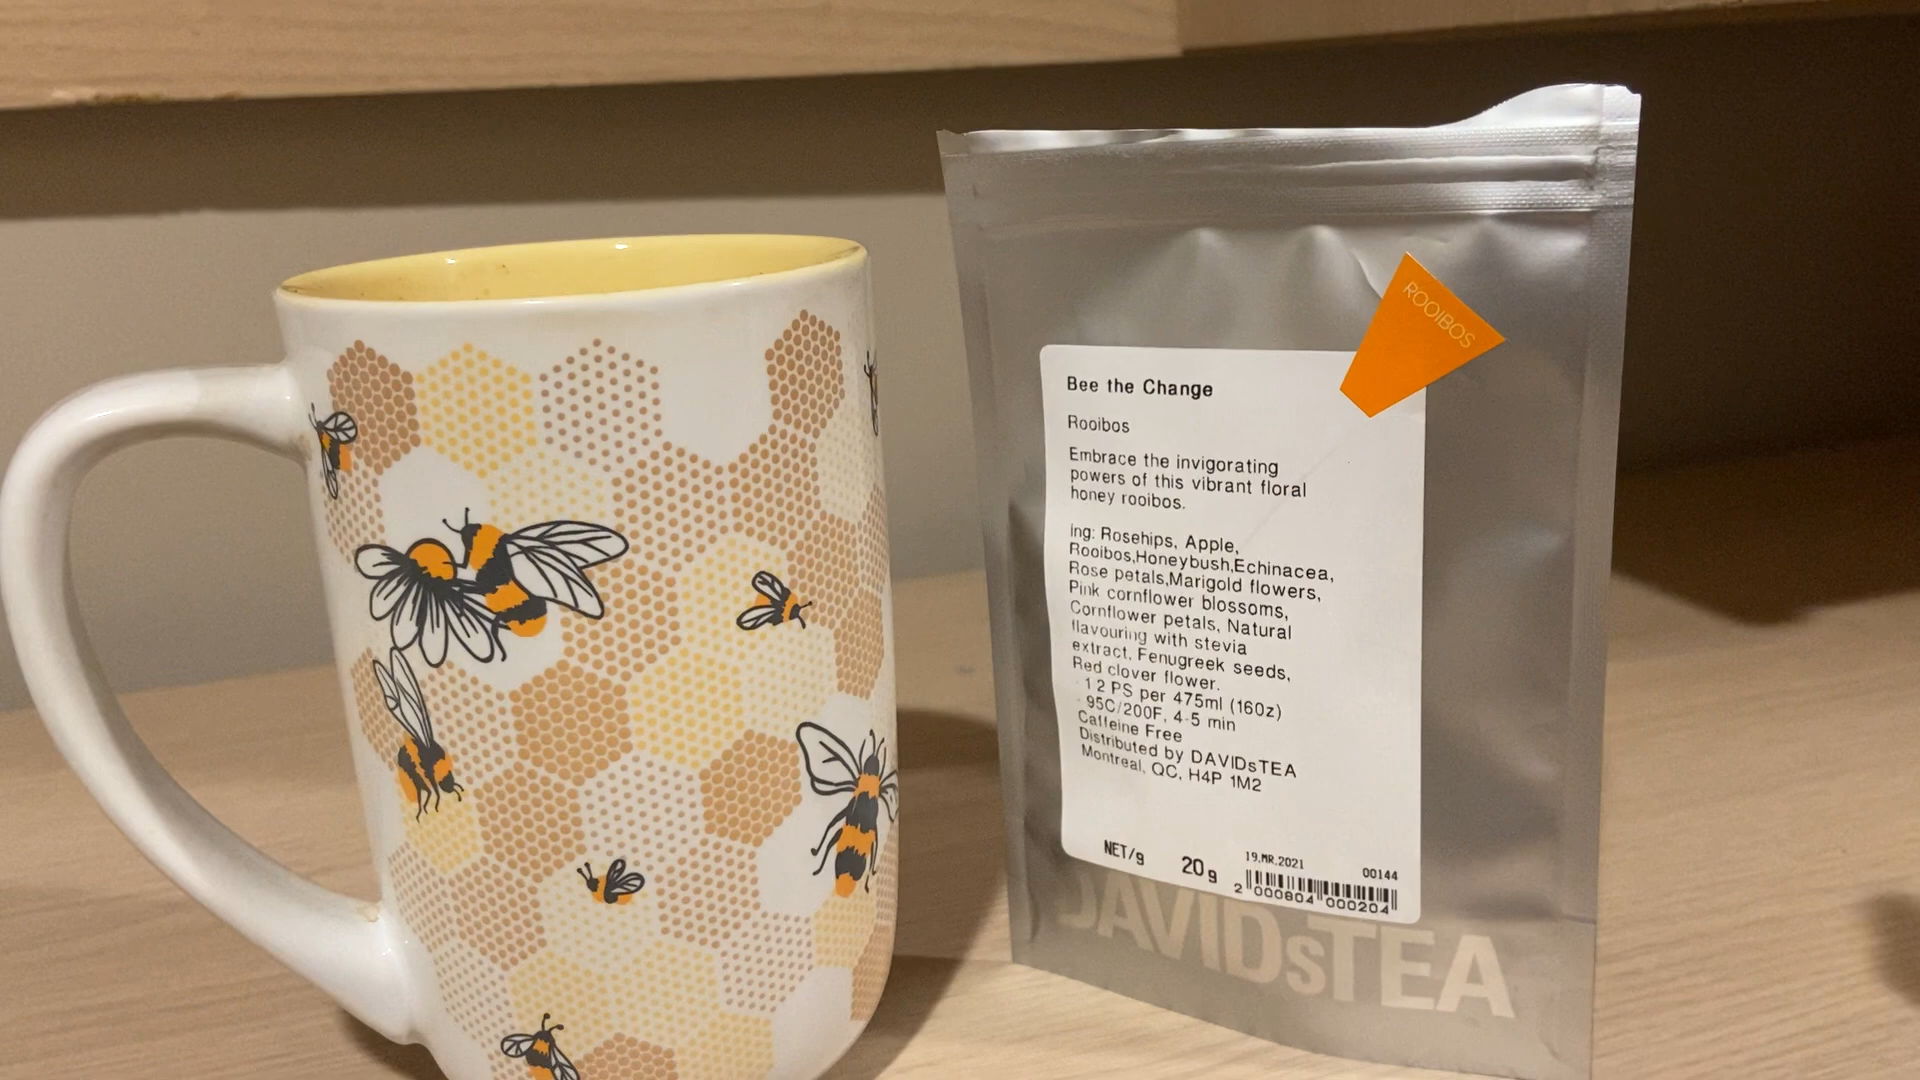 ROOIBOS
Bee the Change
Rooibos
Embrace the invigorating
powers of this vibrant floral
honey rooibos.
ing: Rosehips, Apple,
Rooibos,Honeybush,Echinacea,
Rose petals,Marigold flowers,
Pink cornflower blossoms,
Cornflower petals, Natural
flavouring with stevia
extract, Fenugreek seeds,
Red clover flower.
· 1 2 PS per 475ml (16oz)
· 95C/200F, 4-5 min
Caffeine Free
Distributed by DAVIDsTEA
Montreal, QC, H4P 1M2
NET/g 20g 19.MR.2021 00144
2 000804 000204
DAVIDsTEA